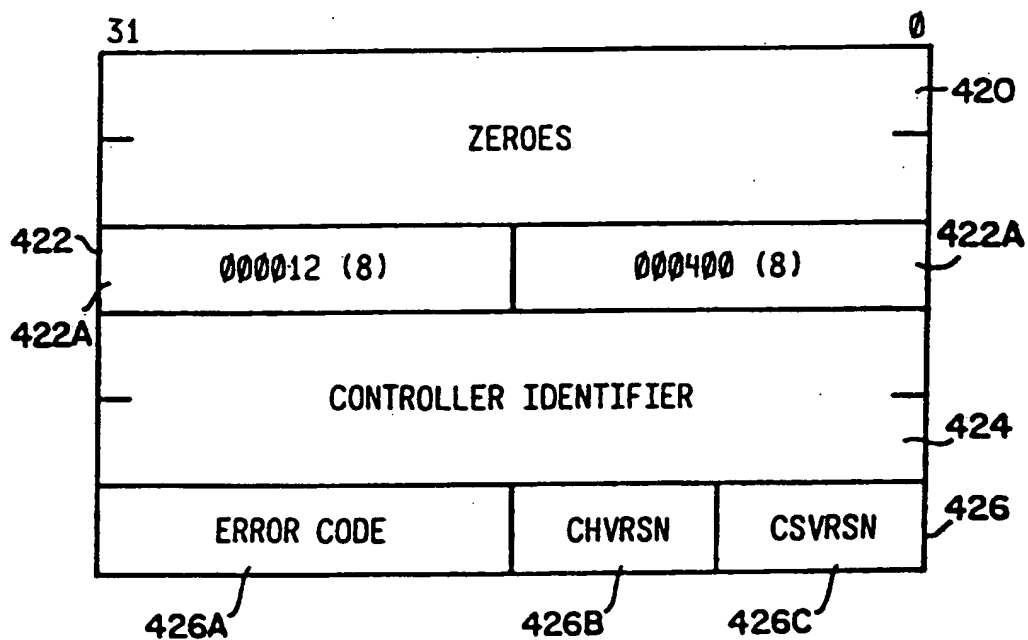 31 0
420
ZEROES
422 000012 (8) 000400 (8) 422A
422A
CONTROLLER IDENTIFIER
424
ERROR CODE CHVRSN CSVRSN 426
426A 426B 426C